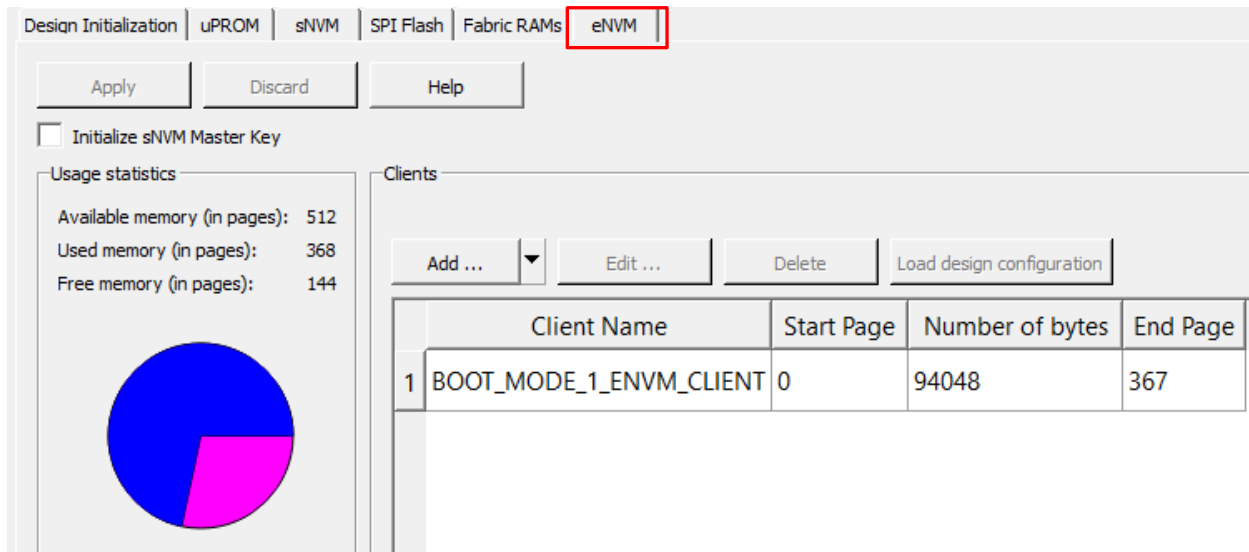 Design Initialization uPROM sNVM SPI Flash Fabric RAMs eNVM
Apply Discard Help
Initialize sNVM Master Key
Usage statistics
Available memory (in pages): 512
Used memory (in pages): 368
Free memory (in pages): 144
Clients
Add ... Edit ... Delete Load design configuration
Client Name Start Page Number of bytes End Page
1 BOOT_MODE_1_ENVM_CLIENT 0 94048 367